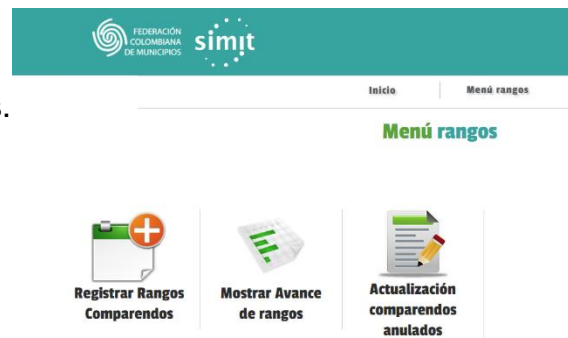 FEDERACIÓN
COLOMBIANA
DE MUNICIPIOS
simit
Inicio
Menú rangos
Menú rangos
Registrar Rangos
Comparendos
Mostrar Avance
de rangos
Actualización
comparendos
anulados